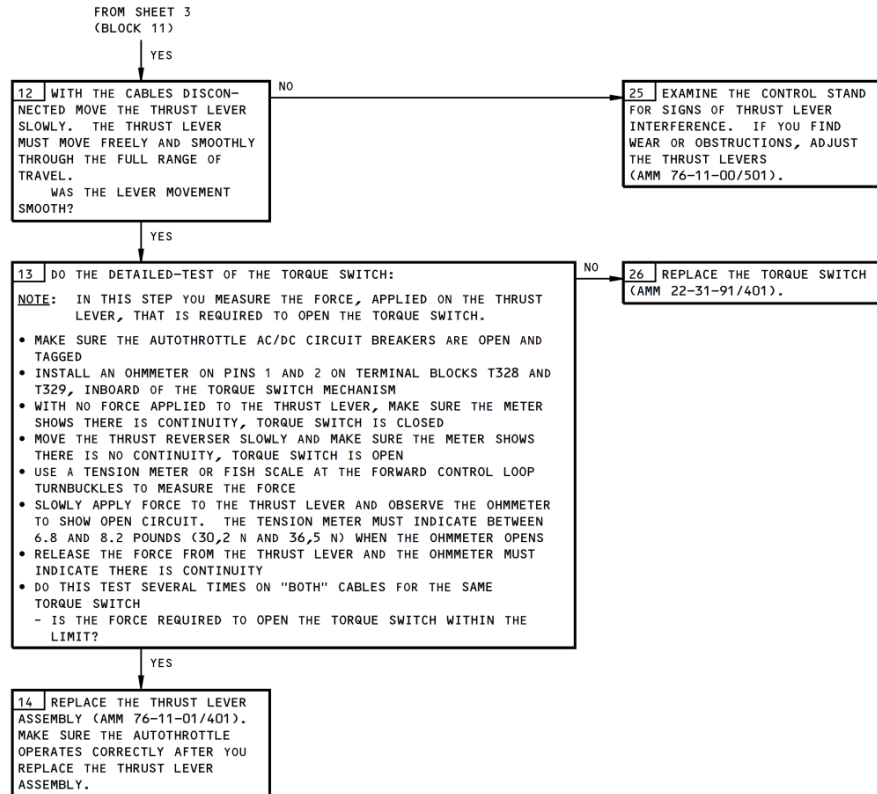 FROM SHEET 3
(BLOCK 11)
YES
12 WITH THE CABLES DISCON-
NECTED MOVE THE THRUST LEVER
SLOWLY. THE THRUST LEVER
MUST MOVE FREELY AND SMOOTHLY
THROUGH THE FULL RANGE OF
TRAVEL.
WAS THE LEVER MOVEMENT
SMOOTH?
NO
25 EXAMINE THE CONTROL STAND
FOR SIGNS OF THRUST LEVER
INTERFERENCE. IF YOU FIND
WEAR OR OBSTRUCTIONS, ADJUST
THE THRUST LEVERS
(AMM 76-11-00/501).
YES
13 DO THE DETAILED-TEST OF THE TORQUE SWITCH:
NOTE: IN THIS STEP YOU MEASURE THE FORCE, APPLIED ON THE THRUST
LEVER, THAT IS REQUIRED TO OPEN THE TORQUE SWITCH.
• MAKE SURE THE AUTOTHROTTLE AC/DC CIRCUIT BREAKERS ARE OPEN AND
TAGGED
• INSTALL AN OHMMETER ON PINS 1 AND 2 ON TERMINAL BLOCKS T328 AND
T329, INBOARD OF THE TORQUE SWITCH MECHANISM
• WITH NO FORCE APPLIED TO THE THRUST LEVER, MAKE SURE THE METER
SHOWS THERE IS CONTINUITY, TORQUE SWITCH IS CLOSED
• MOVE THE THRUST REVERSER SLOWLY AND MAKE SURE THE METER SHOWS
THERE IS NO CONTINUITY, TORQUE SWITCH IS OPEN
• USE A TENSION METER OR FISH SCALE AT THE FORWARD CONTROL LOOP
TURNBUCKLES TO MEASURE THE FORCE
• SLOWLY APPLY FORCE TO THE THRUST LEVER AND OBSERVE THE OHMMETER
TO SHOW OPEN CIRCUIT. THE TENSION METER MUST INDICATE BETWEEN
6.8 AND 8.2 POUNDS (30,2 N AND 36,5 N) WHEN THE OHMMETER OPENS
• RELEASE THE FORCE FROM THE THRUST LEVER AND THE OHMMETER MUST
INDICATE THERE IS CONTINUITY
• DO THIS TEST SEVERAL TIMES ON "BOTH" CABLES FOR THE SAME
TORQUE SWITCH
- IS THE FORCE REQUIRED TO OPEN THE TORQUE SWITCH WITHIN THE
LIMIT?
NO
26 REPLACE THE TORQUE SWITCH
(AMM 22-31-91/401).
YES
14 REPLACE THE THRUST LEVER
ASSEMBLY (AMM 76-11-01/401).
MAKE SURE THE AUTOTHROTTLE
OPERATES CORRECTLY AFTER YOU
REPLACE THE THRUST LEVER
ASSEMBLY.